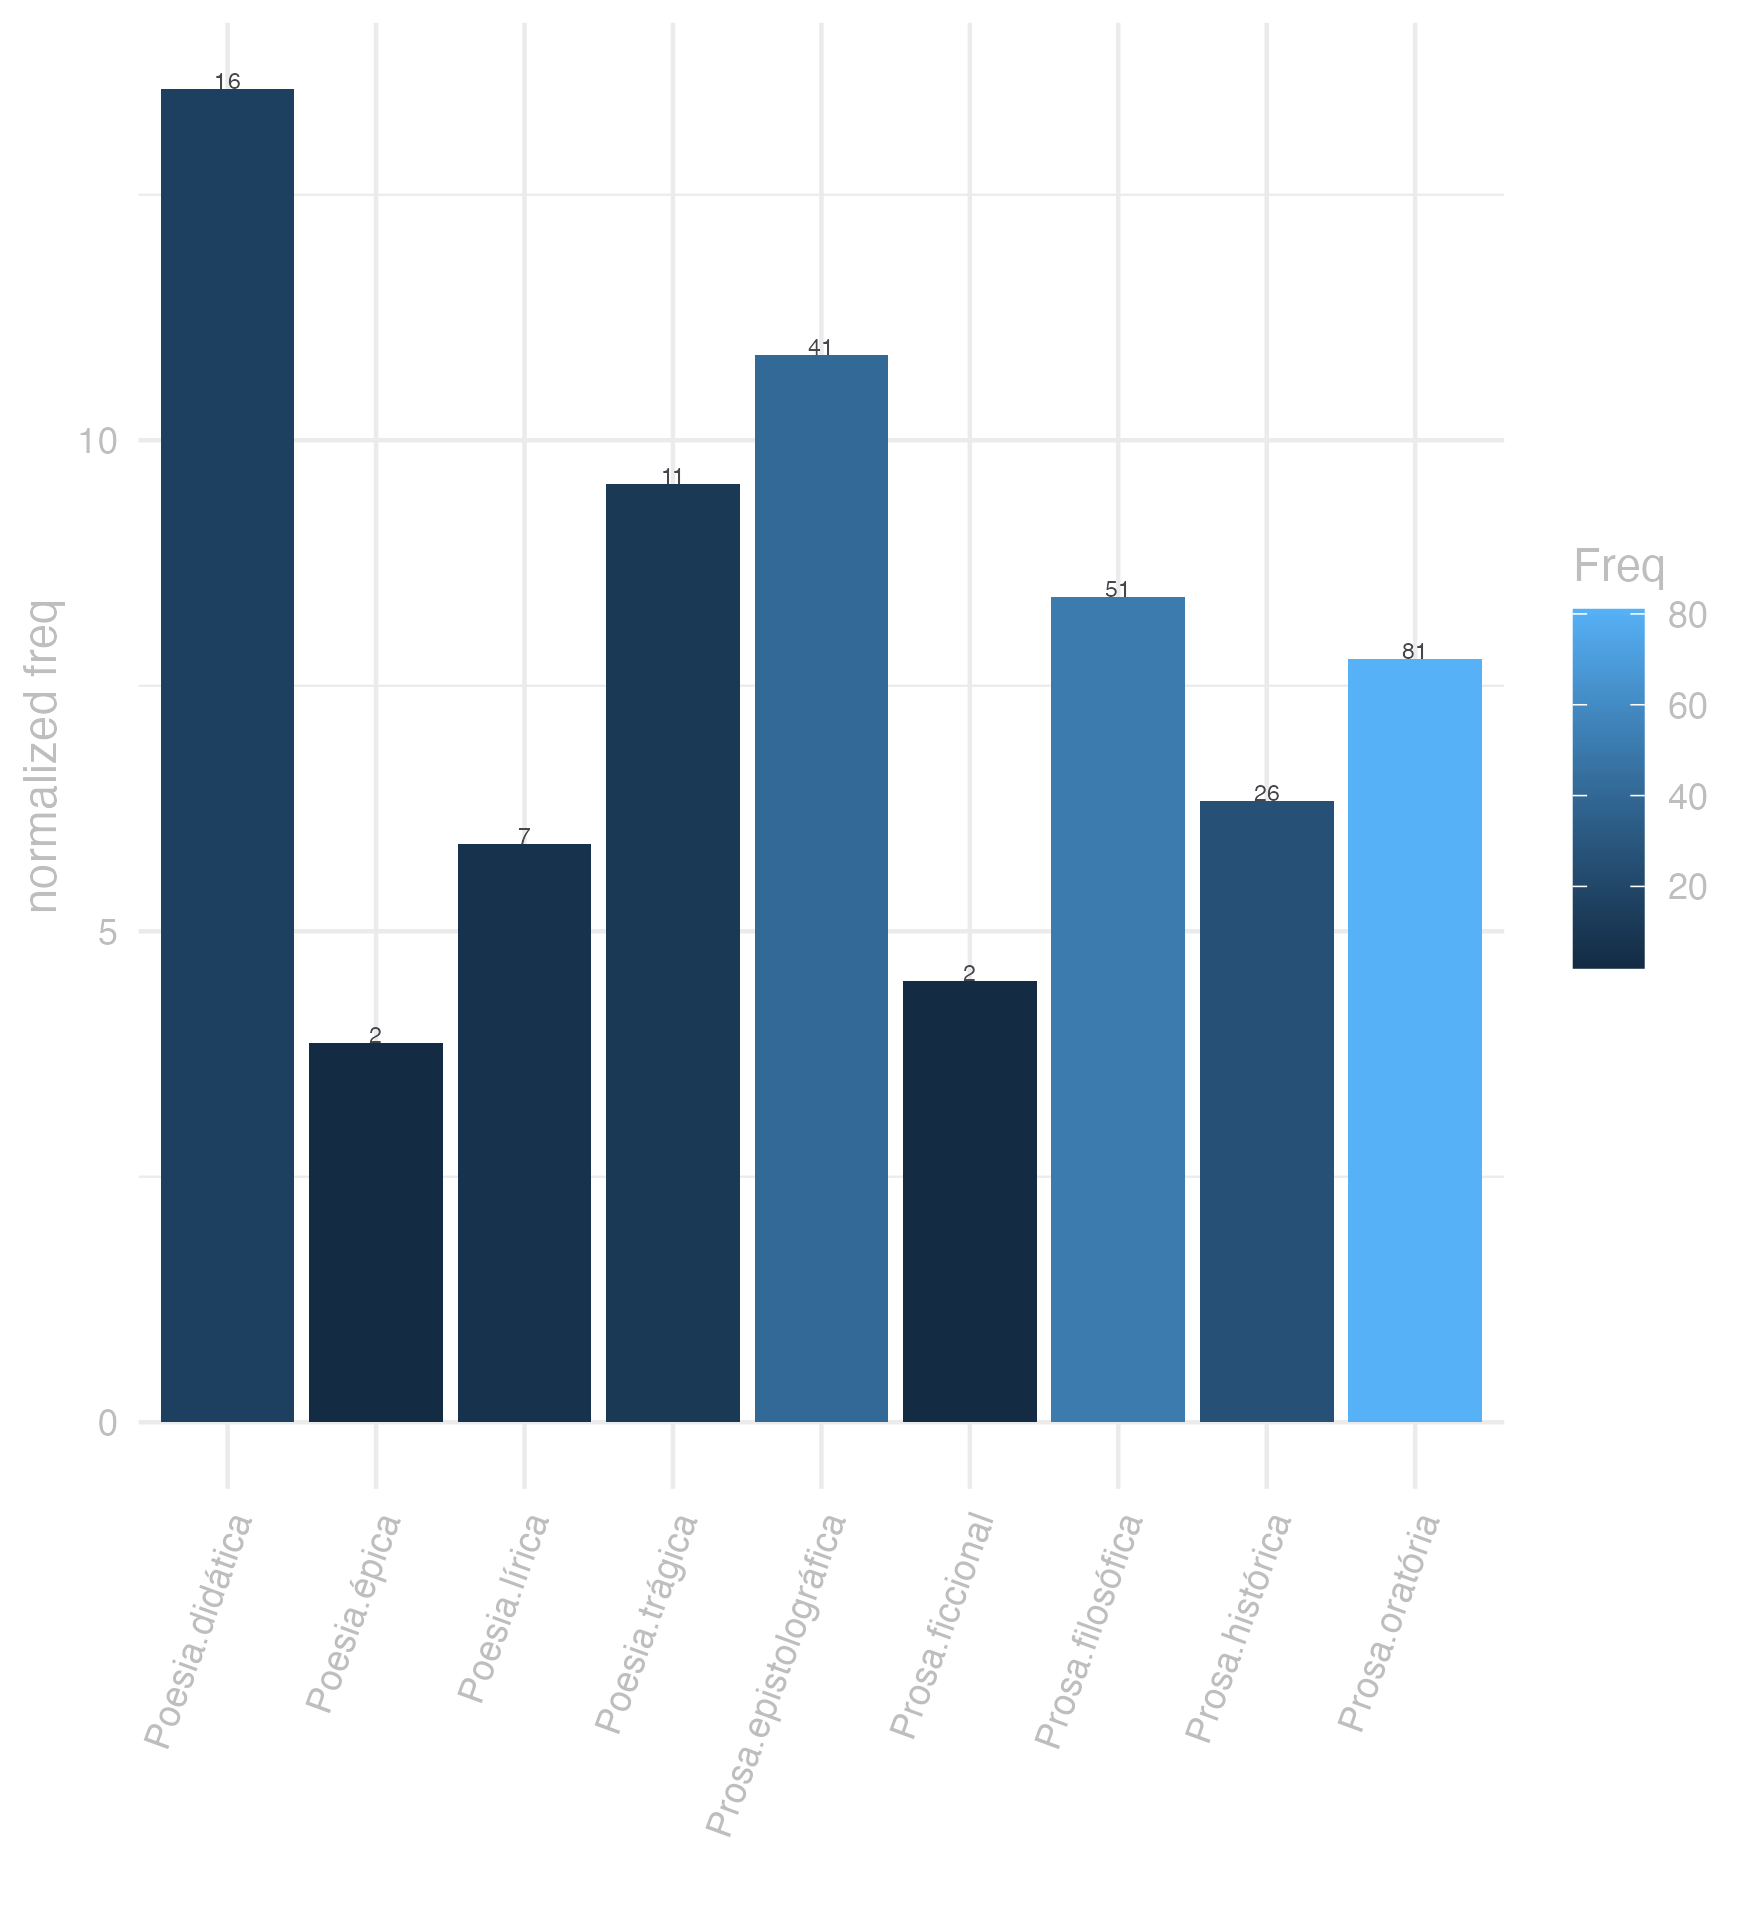 16
41
11
51
81
26
7
2
2
normalized freq
10
5
0
Freq
80
60
40
20
Poesia.didática
Poesia.épica
Poesia.lírica
Poesia.trágica
Prosa.epistolográfica
Prosa.ficcional
Prosa.filosófica
Prosa.histórica
Prosa.oratória